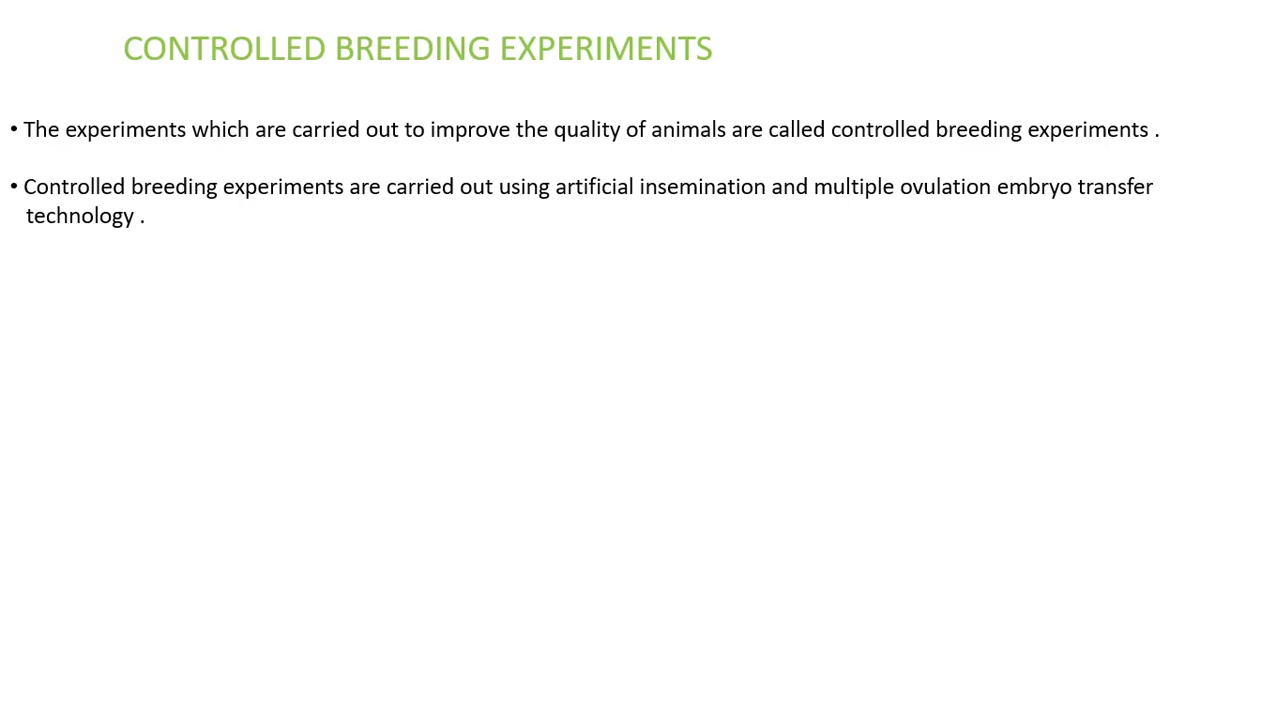 CONTROLLED BREEDING EXPERIMENTS
• The experiments which are carried out to improve the quality of animals are called controlled breeding experiments .
• Controlled breeding experiments are carried out using artificial insemination and multiple ovulation embryo transfer
technology .